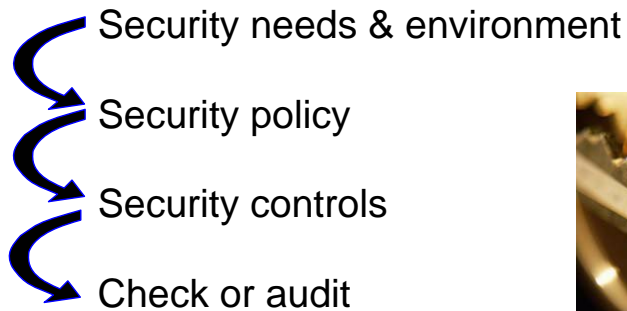 Security needs & environment
Security policy
Security controls
Check or audit